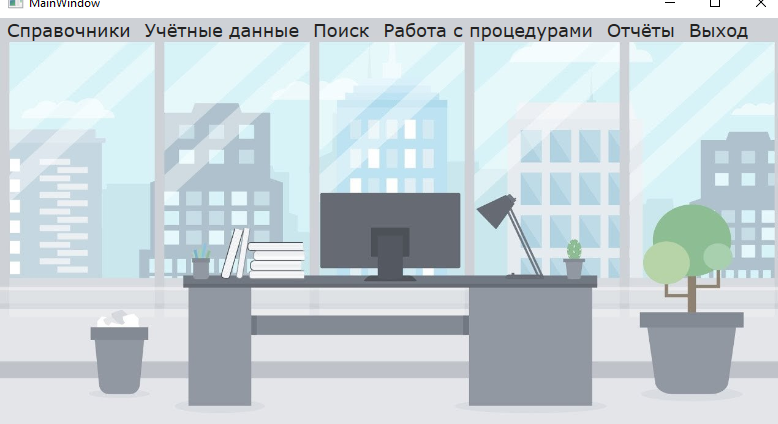 MainWindow
Справочники Учётные данные Поиск Работа с процедурами Отчёты Выход